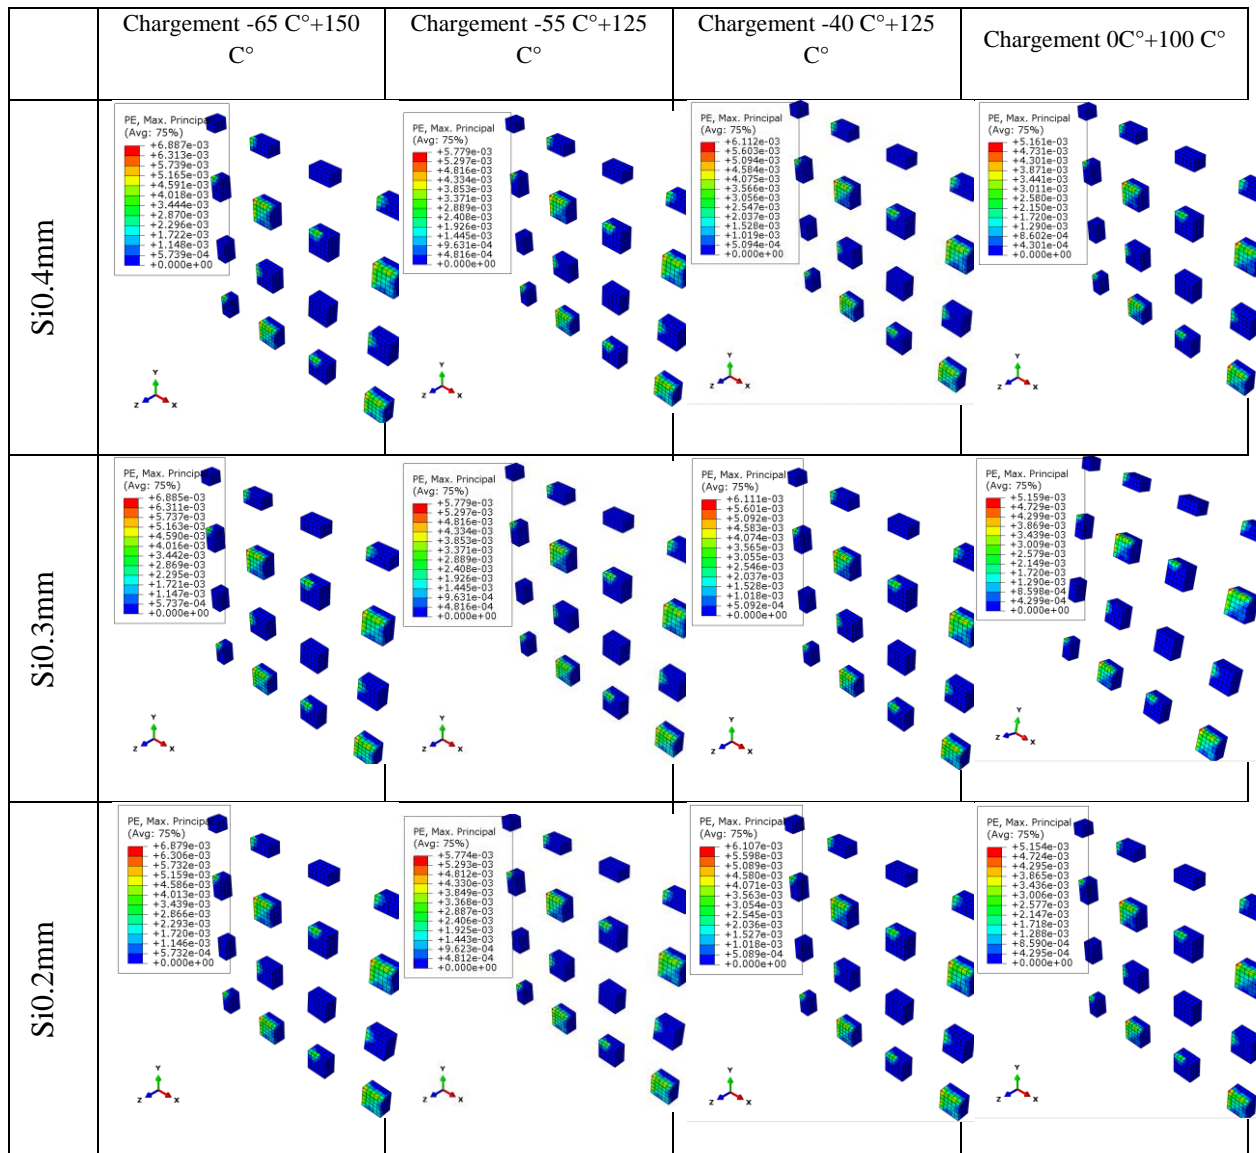 Chargement -65 C°+150
C°
Chargement -55 C°+125
C°
Chargement -40 C°+125
C°
Chargement 0C°+100 C°
Si0.4mm
PE, Max. Principal
(Avg: 75%)
+6.887e-03
+6.313e-03
+5.739e-03
+5.165e-03
+4.591e-03
+4.018e-03
+3.444e-03
+2.870e-03
+2.296e-03
+1.722e-03
+1.148e-03
+5.739e-04
+0.000e+00
Y
Z
X
PE, Max. Principal
(Avg: 75%)
+5.779e-03
+5.297e-03
+4.816e-03
+4.334e-03
+3.853e-03
+3.371e-03
+2.889e-03
+2.408e-03
+1.926e-03
+1.445e-03
+9.631e-04
+4.816e-04
+0.000e+00
Y
Z
X
PE, Max. Principal
(Avg: 75%)
+6.112e-03
+5.603e-03
+5.094e-03
+4.584e-03
+4.075e-03
+3.566e-03
+3.056e-03
+2.547e-03
+2.037e-03
+1.528e-03
+1.019e-03
+5.094e-04
+0.000e+00
Y
Z
X
PE, Max. Principal
(Avg: 75%)
+5.161e-03
+4.731e-03
+4.301e-03
+3.871e-03
+3.441e-03
+3.011e-03
+2.580e-03
+2.150e-03
+1.720e-03
+1.290e-03
+8.602e-04
+4.301e-04
+0.000e+00
Y
Z
X
Si0.3mm
PE, Max. Principal
(Avg: 75%)
+6.885e-03
+6.311e-03
+5.737e-03
+5.163e-03
+4.590e-03
+4.016e-03
+3.442e-03
+2.869e-03
+2.295e-03
+1.721e-03
+1.147e-03
+5.737e-04
+0.000e+00
Y
Z
X
PE, Max. Principal
(Avg: 75%)
+5.779e-03
+5.297e-03
+4.816e-03
+4.334e-03
+3.853e-03
+3.371e-03
+2.889e-03
+2.408e-03
+1.926e-03
+1.445e-03
+9.631e-04
+4.816e-04
+0.000e+00
Y
Z
X
PE, Max. Principal
(Avg: 75%)
+6.111e-03
+5.601e-03
+5.092e-03
+4.583e-03
+4.074e-03
+3.565e-03
+3.055e-03
+2.546e-03
+2.037e-03
+1.528e-03
+1.018e-03
+5.092e-04
+0.000e+00
Y
Z
X
PE, Max. Principal
(Avg: 75%)
+5.159e-03
+4.729e-03
+4.299e-03
+3.869e-03
+3.439e-03
+3.009e-03
+2.579e-03
+2.149e-03
+1.720e-03
+1.290e-03
+8.598e-04
+4.299e-04
+0.000e+00
Y
Z
X
Si0.2mm
PE, Max. Principal
(Avg: 75%)
+6.879e-03
+6.306e-03
+5.732e-03
+5.159e-03
+4.586e-03
+4.013e-03
+3.439e-03
+2.866e-03
+2.293e-03
+1.720e-03
+1.146e-03
+5.732e-04
+0.000e+00
Y
Z
X
PE, Max. Principal
(Avg: 75%)
+5.774e-03
+5.293e-03
+4.812e-03
+4.330e-03
+3.849e-03
+3.368e-03
+2.887e-03
+2.406e-03
+1.925e-03
+1.443e-03
+9.623e-04
+4.812e-04
+0.000e+00
Y
Z
X
PE, Max. Principal
(Avg: 75%)
+6.107e-03
+5.598e-03
+5.089e-03
+4.580e-03
+4.071e-03
+3.563e-03
+3.054e-03
+2.545e-03
+2.036e-03
+1.527e-03
+1.018e-03
+5.089e-04
+0.000e+00
Y
Z
X
PE, Max. Principal
(Avg: 75%)
+5.154e-03
+4.724e-03
+4.295e-03
+3.865e-03
+3.436e-03
+3.006e-03
+2.577e-03
+2.147e-03
+1.718e-03
+1.288e-03
+8.590e-04
+4.295e-04
+0.000e+00
Y
Z
X